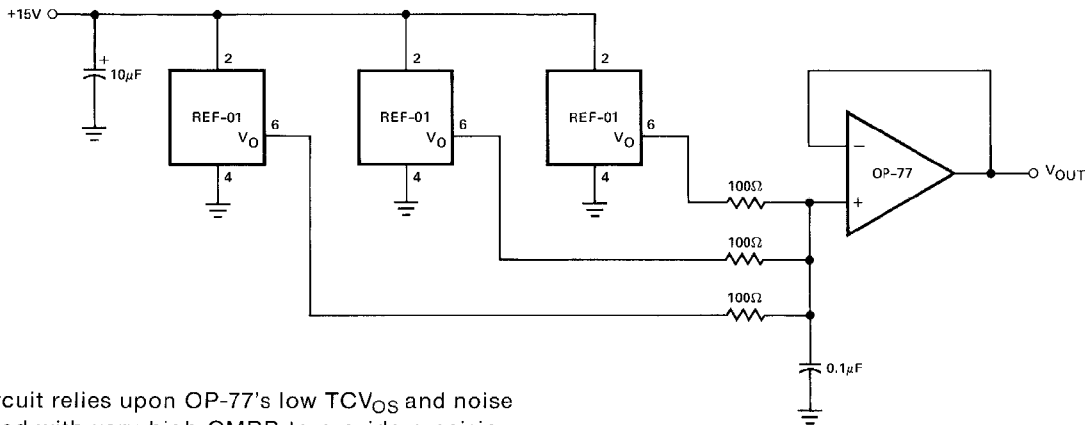 +15V
10μF
+
2
2
2
REF-01
REF-01
REF-01
6
6
6
VO
VO
VO
4
4
4
100Ω
100Ω
100Ω
−
+
OP-77
VOUT
0.1μF
rcuit relies upon OP-77's low TCVOS and noise